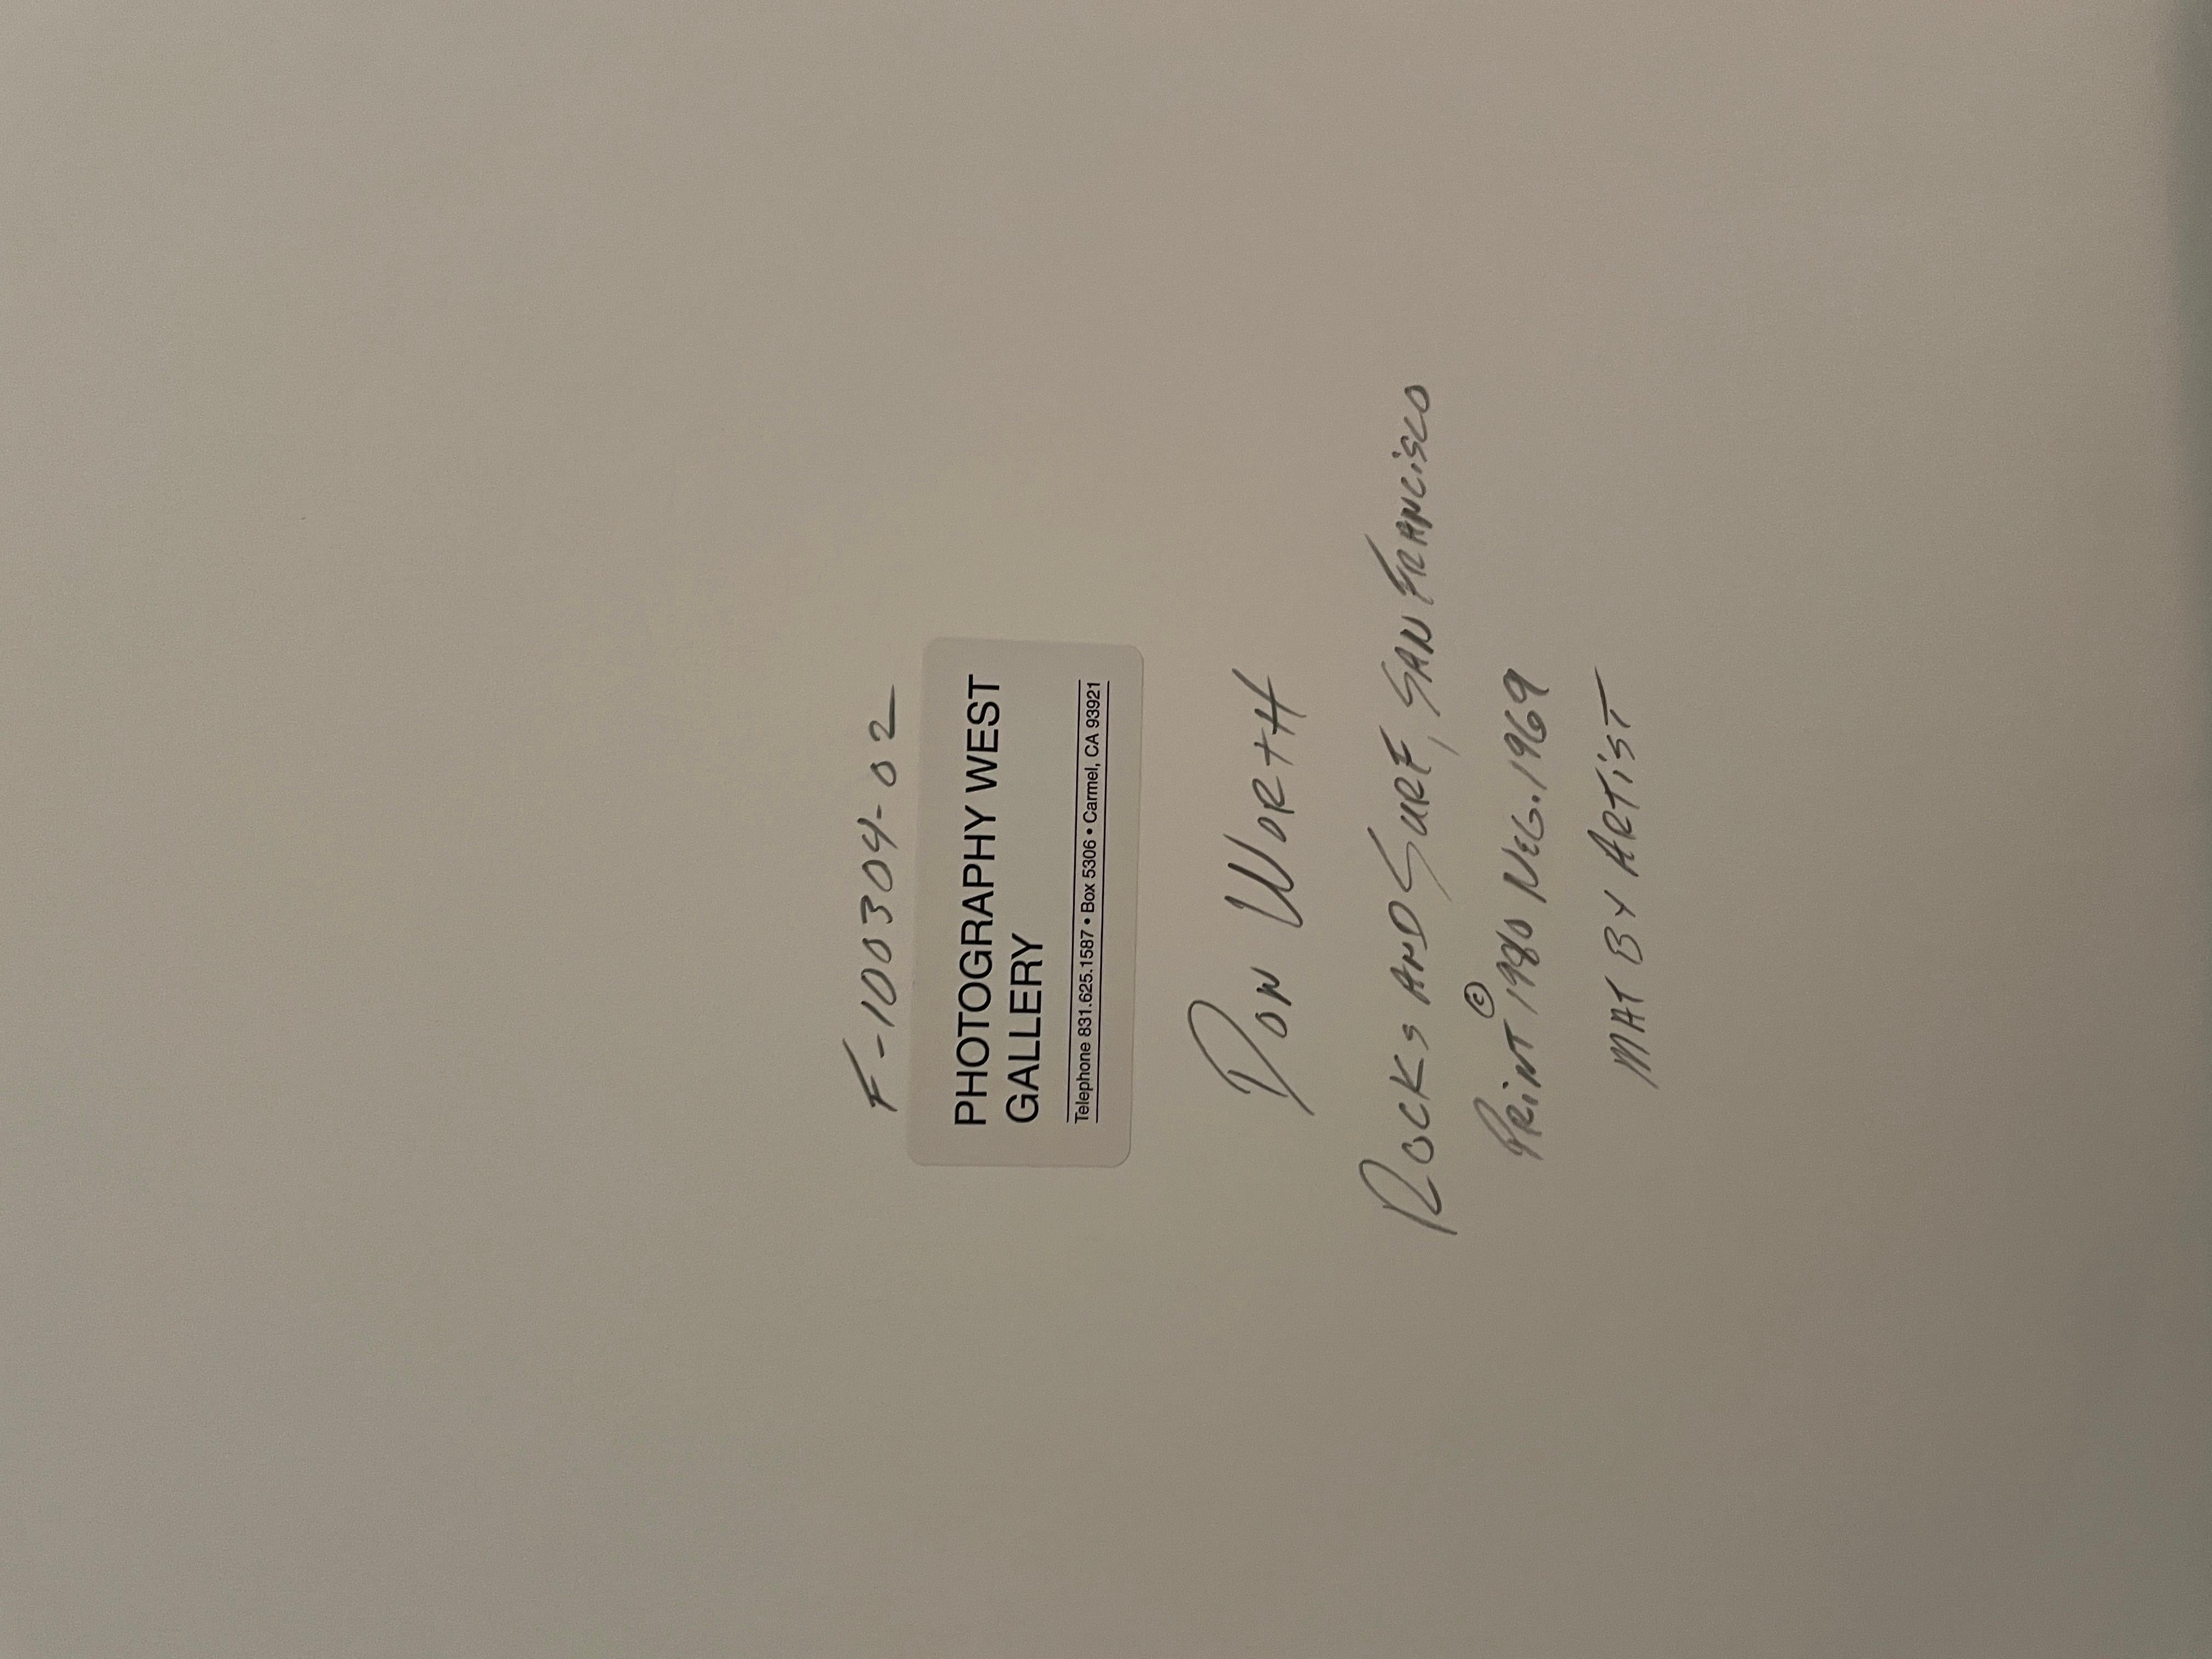 F-100304-02
PHOTOGRAPHY WEST
GALLERY
Telephone 831.625.1587 • Box 5306 • Carmel, CA 93921
DON WORTH
ROCKS AND SURF, SAN FRANCISCO
PRINT © 1980 NEG. 1969
MAT BY ARTIST